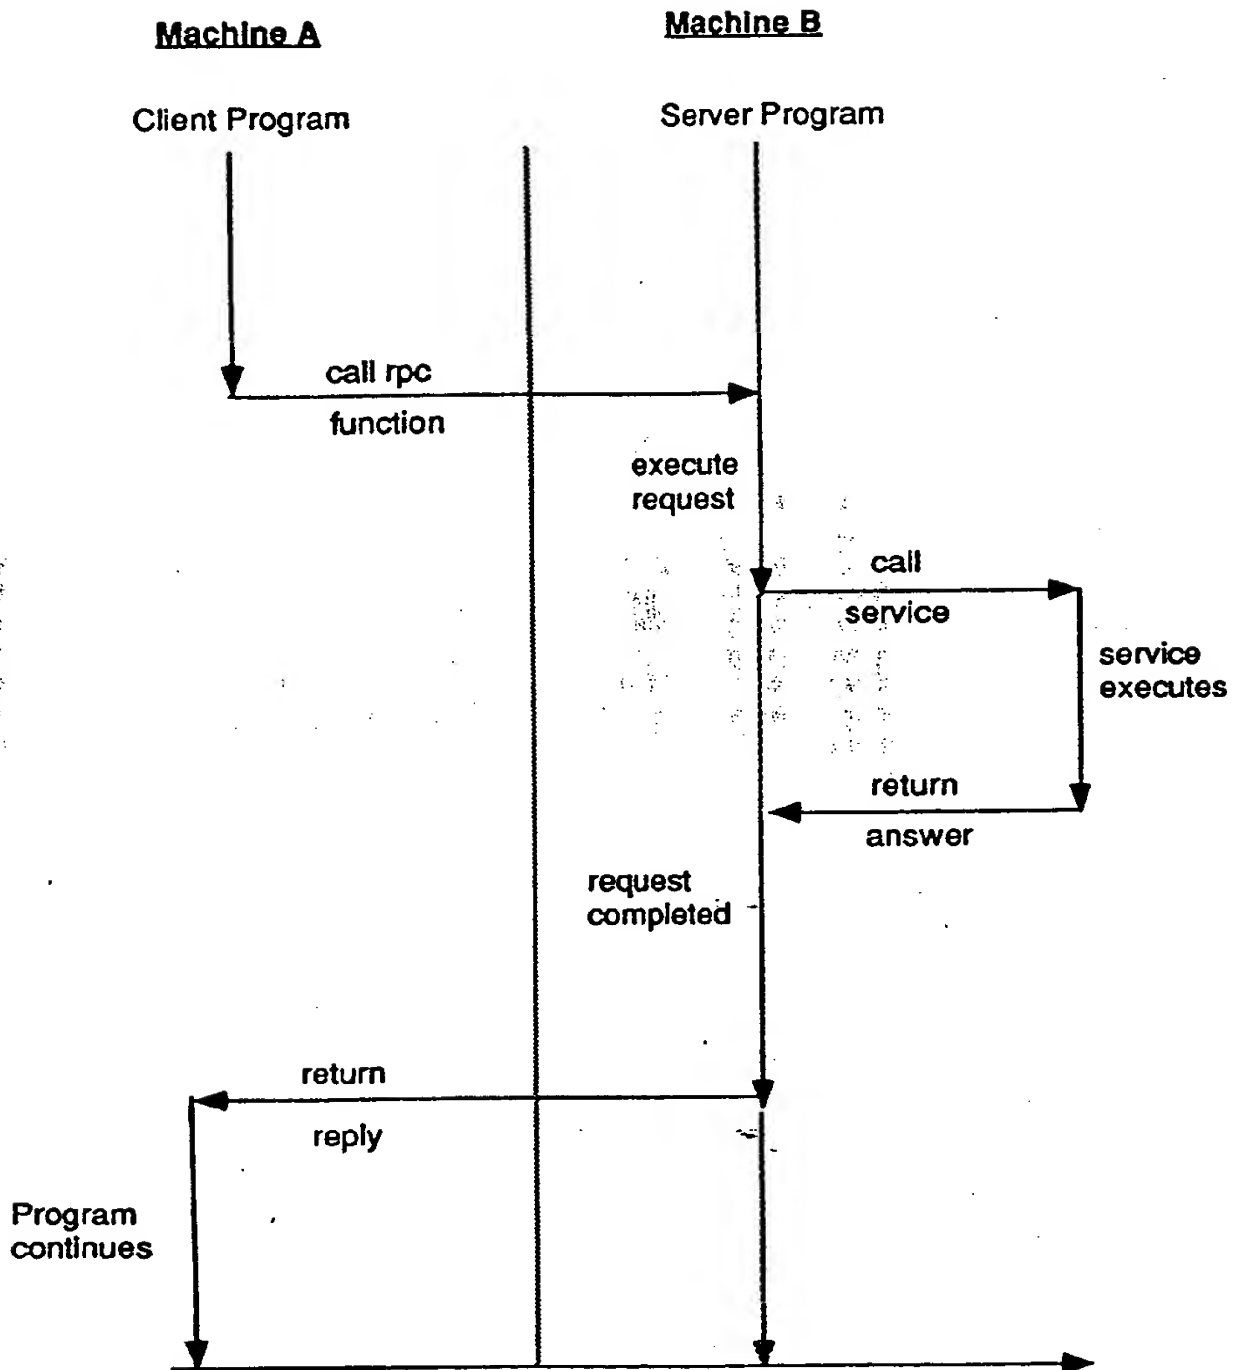 Machine A
Machine B
Client Program
Server Program
call rpc
function
execute
request
call
service
service
executes
return
answer
request
completed
return
reply
Program
continues